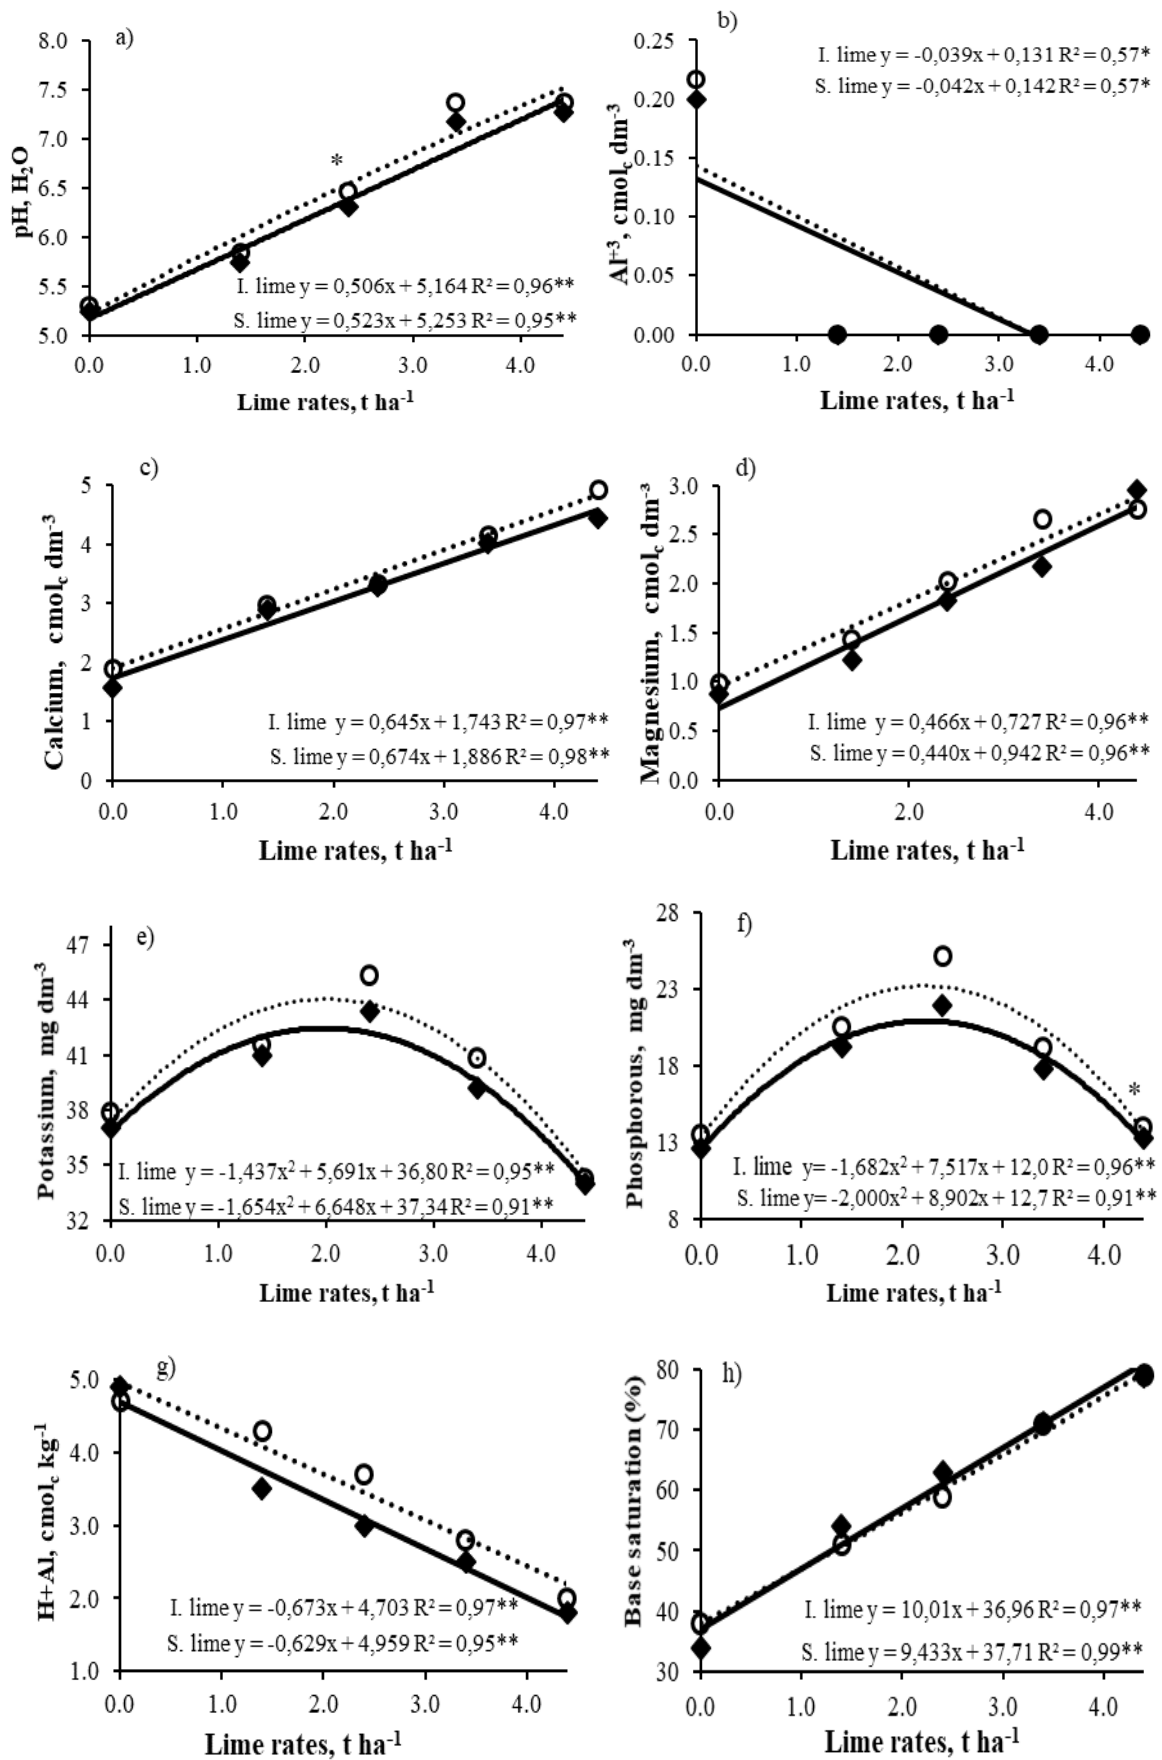 a)
8.0
7.5
7.0
6.5
6.0
5.5
5.0
pH, H₂O
*
I. lime y = 0,506x + 5,164 R² = 0,96**
S. lime y = 0,523x + 5,253 R² = 0,95**
0.0 1.0 2.0 3.0 4.0
Lime rates, t ha⁻¹
b)
0.25
0.20
0.15
0.10
0.05
0.00
Al⁺³, cmol_c dm⁻³
I. lime y = -0,039x + 0,131 R² = 0,57*
S. lime y = -0,042x + 0,142 R² = 0,57*
0.0 1.0 2.0 3.0 4.0
Lime rates, t ha⁻¹
c)
5
4
3
2
1
0
Calcium, cmol_c dm⁻³
I. lime y = 0,645x + 1,743 R² = 0,97**
S. lime y = 0,674x + 1,886 R² = 0,98**
0.0 1.0 2.0 3.0 4.0
Lime rates, t ha⁻¹
d)
3.0
2.5
2.0
1.5
1.0
0.5
0.0
Magnesium, cmol_c dm⁻³
I. lime y = 0,466x + 0,727 R² = 0,96**
S. lime y = 0,440x + 0,942 R² = 0,96**
0.0 2.0 4.0
Lime rates, t ha⁻¹
e)
47
44
41
38
35
32
Potassium, mg dm⁻³
I. lime y = -1,437x² + 5,691x + 36,80 R² = 0,95**
S. lime y = -1,654x² + 6,648x + 37,34 R² = 0,91**
0.0 1.0 2.0 3.0 4.0
Lime rates, t ha⁻¹
f)
28
23
18
13
8
Phosphorous, mg dm⁻³
*
I. lime y= -1,682x² + 7,517x + 12,0 R² = 0,96**
S. lime y= -2,000x² + 8,902x + 12,7 R² = 0,91**
0.0 1.0 2.0 3.0 4.0
Lime rates, t ha⁻¹
g)
5.0
4.0
3.0
2.0
1.0
H+Al, cmol_c kg⁻¹
I. lime y = -0,673x + 4,703 R² = 0,97**
S. lime y = -0,629x + 4,959 R² = 0,95**
0.0 1.0 2.0 3.0 4.0
Lime rates, t ha⁻¹
h)
80
70
60
50
40
30
Base saturation (%)
I. lime y = 10,01x + 36,96 R² = 0,97**
S. lime y = 9,433x + 37,71 R² = 0,99**
0.0 1.0 2.0 3.0 4.0
Lime rates, t ha⁻¹